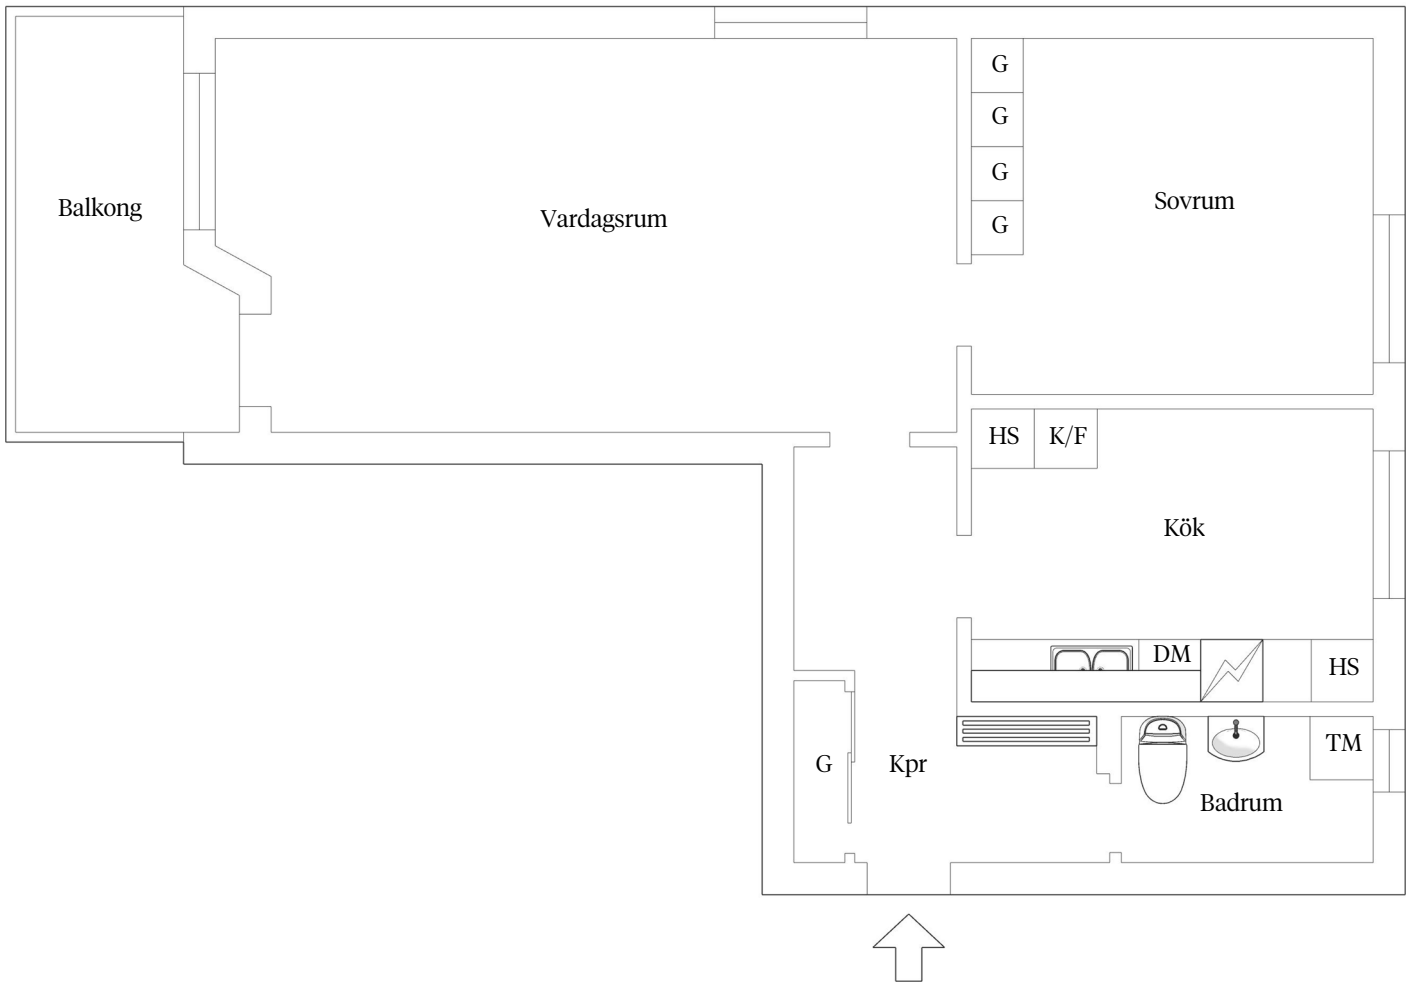 G
G
G
G
Balkong
Vardagsrum
Sovrum
HS
K/F
Kök
DM
HS
G
Kpr
TM
Badrum